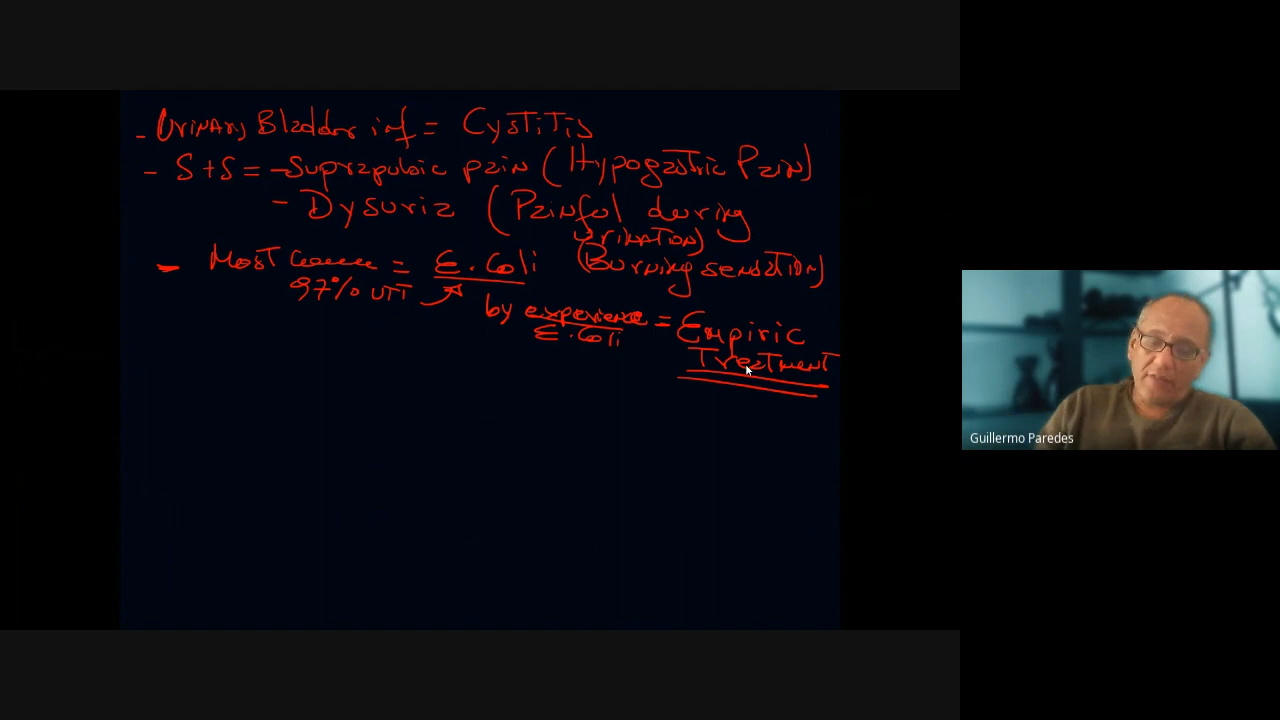 - Urinary Bladder inf = Cystitis
- S+S = - Suprapubic pain (Hypogastric Pain)
- Dysuria (Painful during urination)
(Burning sensation)
- Most = E. Coli
97% UTI
by experience = Empiric Treatment
E. Coli
Guillermo Paredes